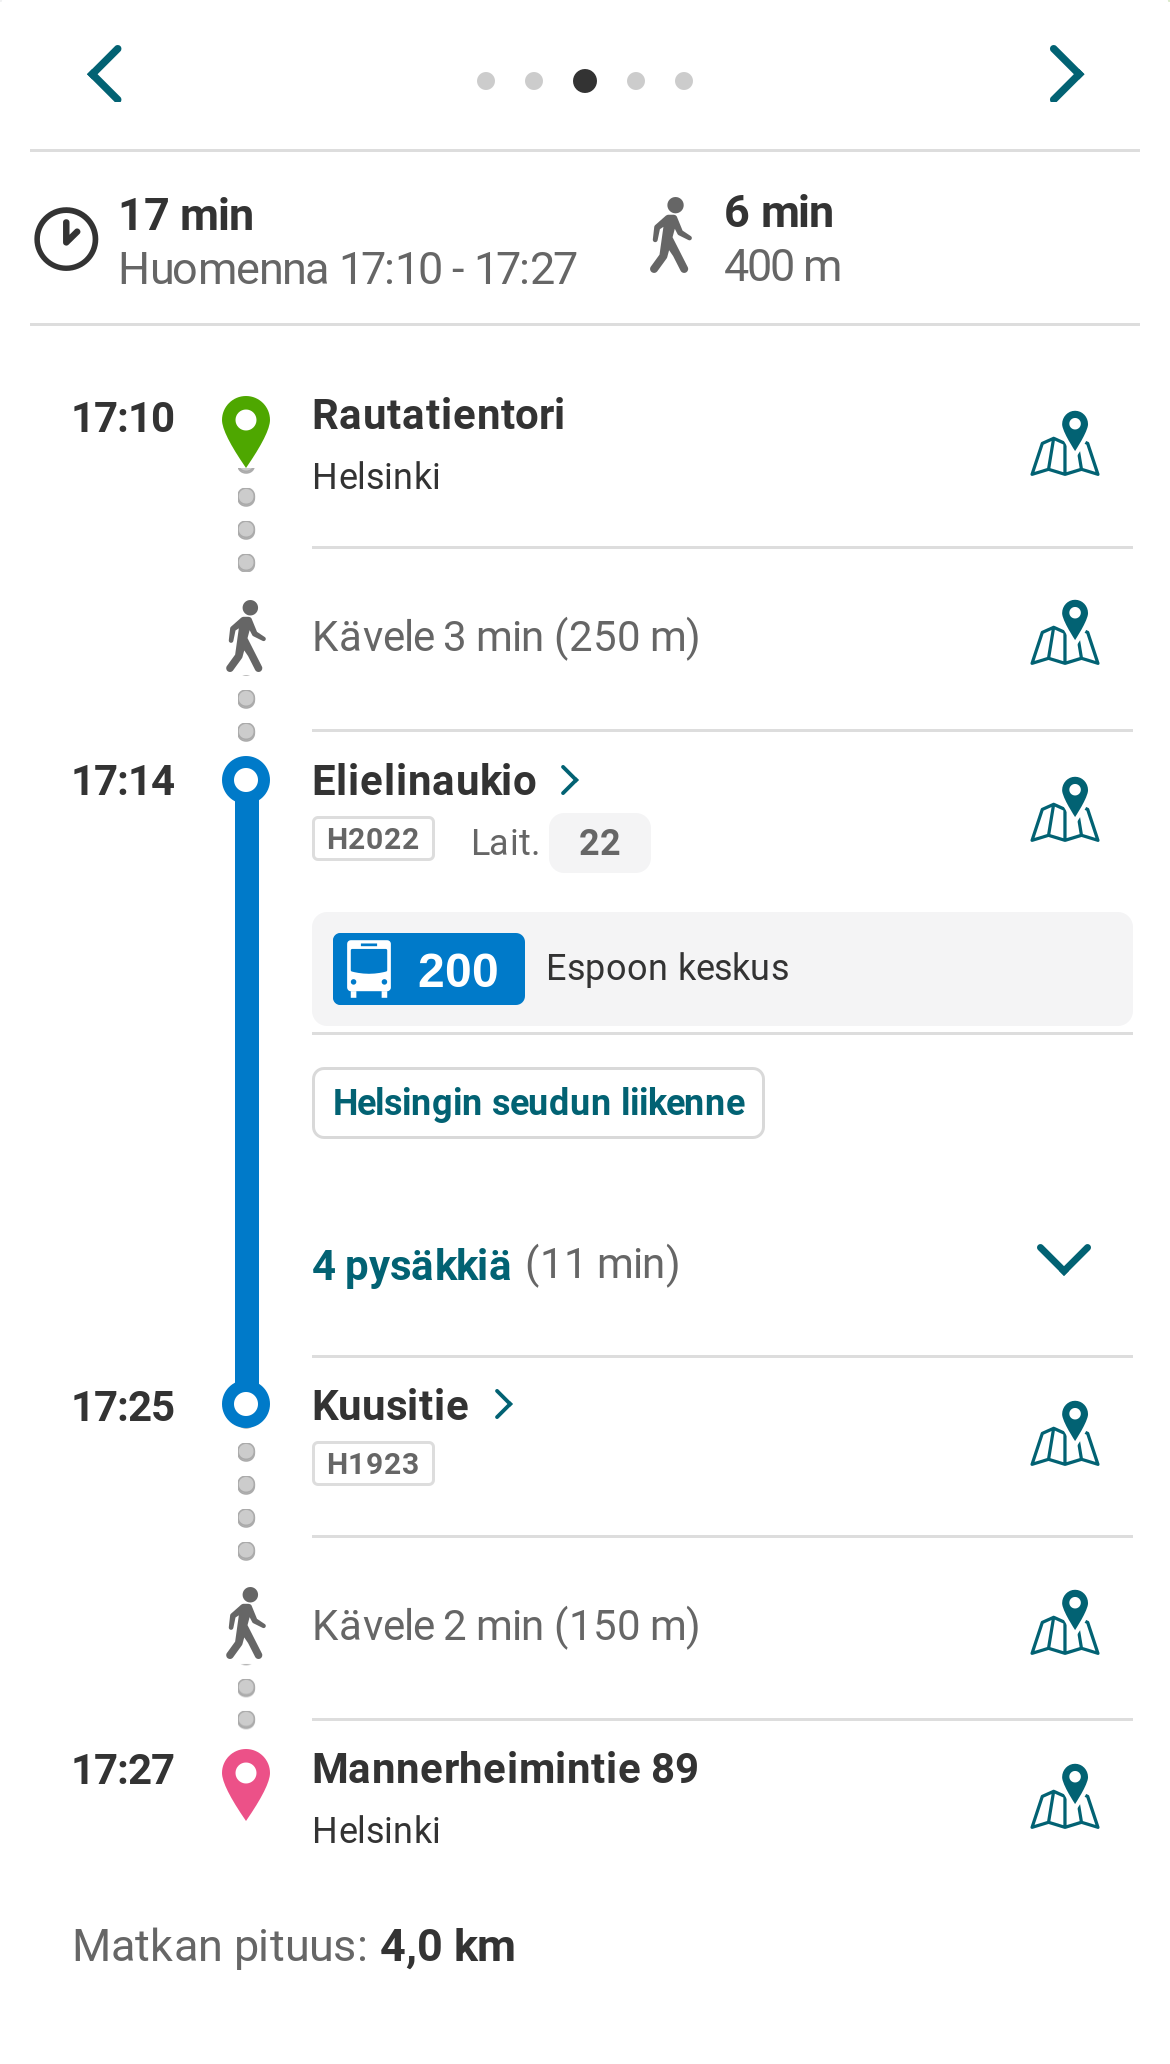 17 min
Huomenna 17:10 - 17:27
6 min
400 m
17:10
Rautatientori
Helsinki
Kävele 3 min (250 m)
17:14
Elielinaukio
H2022 Lait. 22
200 Espoon keskus
Helsingin seudun liikenne
4 pysäkkiä (11 min)
17:25
Kuusitie
H1923
Kävele 2 min (150 m)
17:27
Mannerheimintie 89
Helsinki
Matkan pituus: 4,0 km